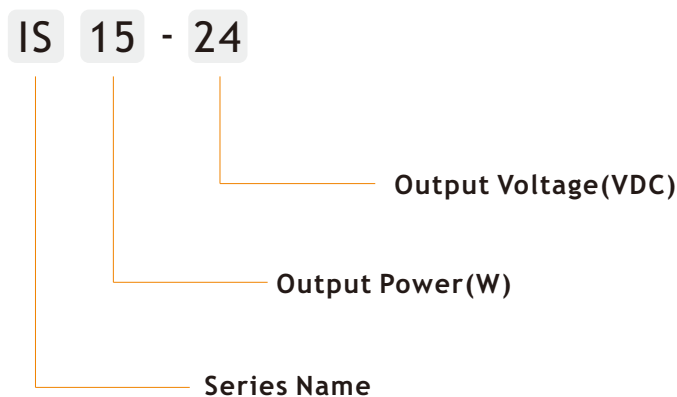 IS 15 - 24
Output Voltage(VDC)
Output Power(W)
Series Name